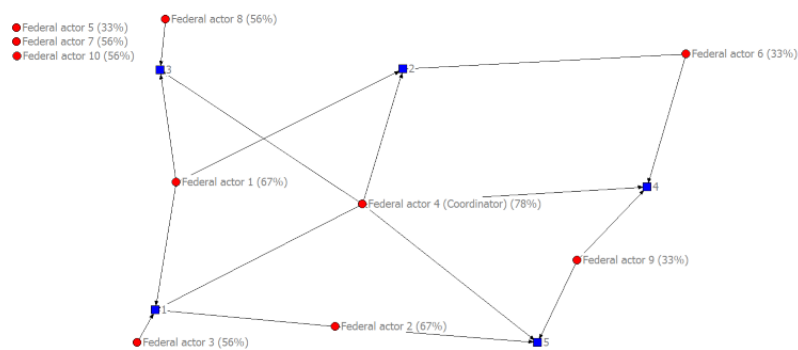 Federal actor 8 (56%)
Federal actor 5 (33%)
Federal actor 7 (56%)
Federal actor 10 (56%)
Federal actor 6 (33%)
3
2
Federal actor 1 (67%)
4
Federal actor 4 (Coordinator) (78%)
Federal actor 9 (33%)
1
Federal actor 2 (67%)
Federal actor 3 (56%)
5